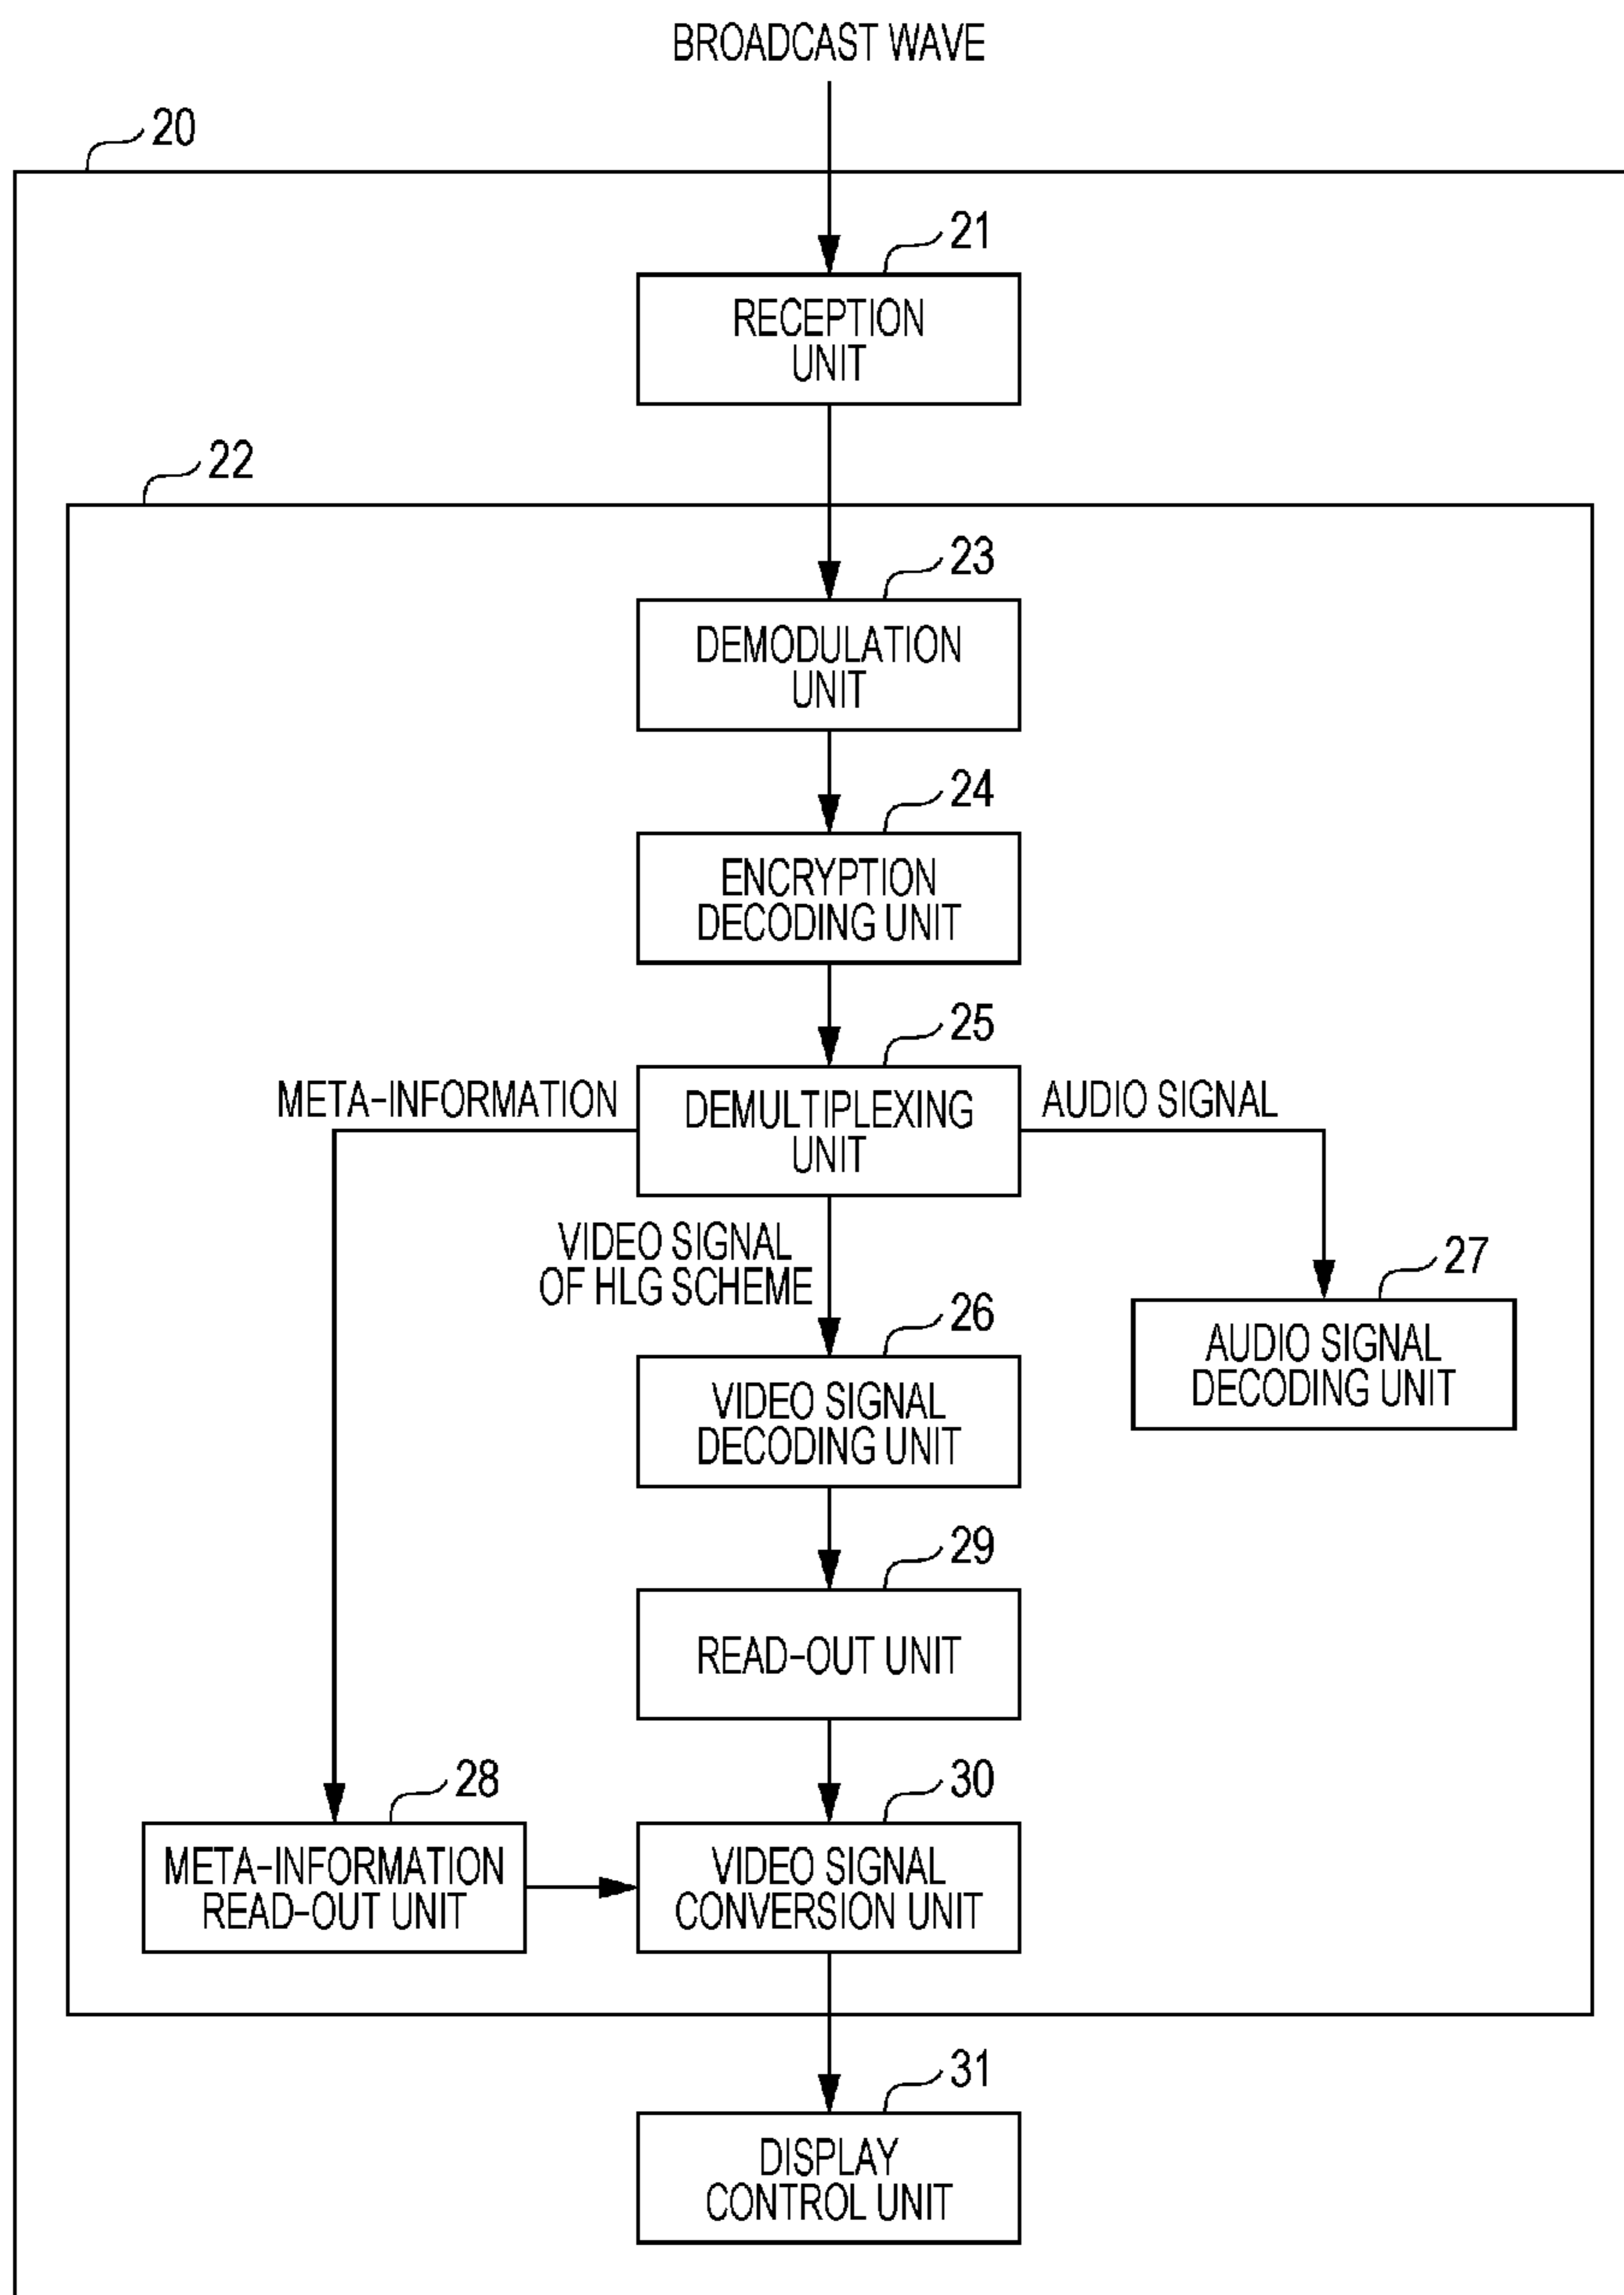 BROADCAST WAVE
20
21
RECEPTION
UNIT
22
23
DEMODULATION
UNIT
24
ENCRYPTION
DECODING UNIT
25
META-INFORMATION
DEMULTIPLEXING
UNIT
AUDIO SIGNAL
VIDEO SIGNAL
OF HLG SCHEME
27
AUDIO SIGNAL
DECODING UNIT
26
VIDEO SIGNAL
DECODING UNIT
29
READ-OUT UNIT
28
META-INFORMATION
READ-OUT UNIT
30
VIDEO SIGNAL
CONVERSION UNIT
31
DISPLAY
CONTROL UNIT